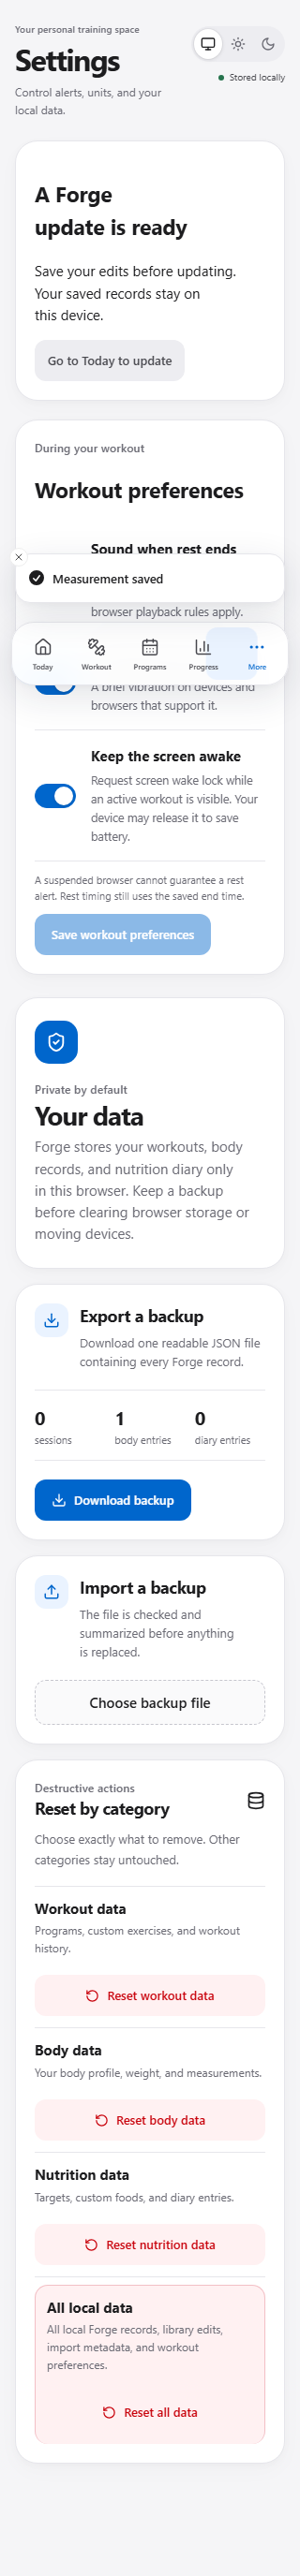 Your personal training space
Settings
Control alerts, units, and your
local data.
Stored locally
A Forge
update is ready
Save your edits before updating.
Your saved records stay on
this device.
Go to Today to update
During your workout
Workout preferences
Sound when rest ends
Measurement saved
browser playback rules apply.
Today
Workout
Programs
Progress
More
A brief vibration on devices and
browsers that support it.
Keep the screen awake
Request screen wake lock while
an active workout is visible. Your
device may release it to save
battery.
A suspended browser cannot guarantee a rest
alert. Rest timing still uses the saved end time.
Save workout preferences
Private by default
Your data
Forge stores your workouts, body
records, and nutrition diary only
in this browser. Keep a backup
before clearing browser storage or
moving devices.
Export a backup
Download one readable JSON file
containing every Forge record.
0
sessions
1
body entries
0
diary entries
Download backup
Import a backup
The file is checked and
summarized before anything
is replaced.
Choose backup file
Destructive actions
Reset by category
Choose exactly what to remove. Other
categories stay untouched.
Workout data
Programs, custom exercises, and workout
history.
Reset workout data
Body data
Your body profile, weight, and measurements.
Reset body data
Nutrition data
Targets, custom foods, and diary entries.
Reset nutrition data
All local data
All local Forge records, library edits,
import metadata, and workout
preferences.
Reset all data